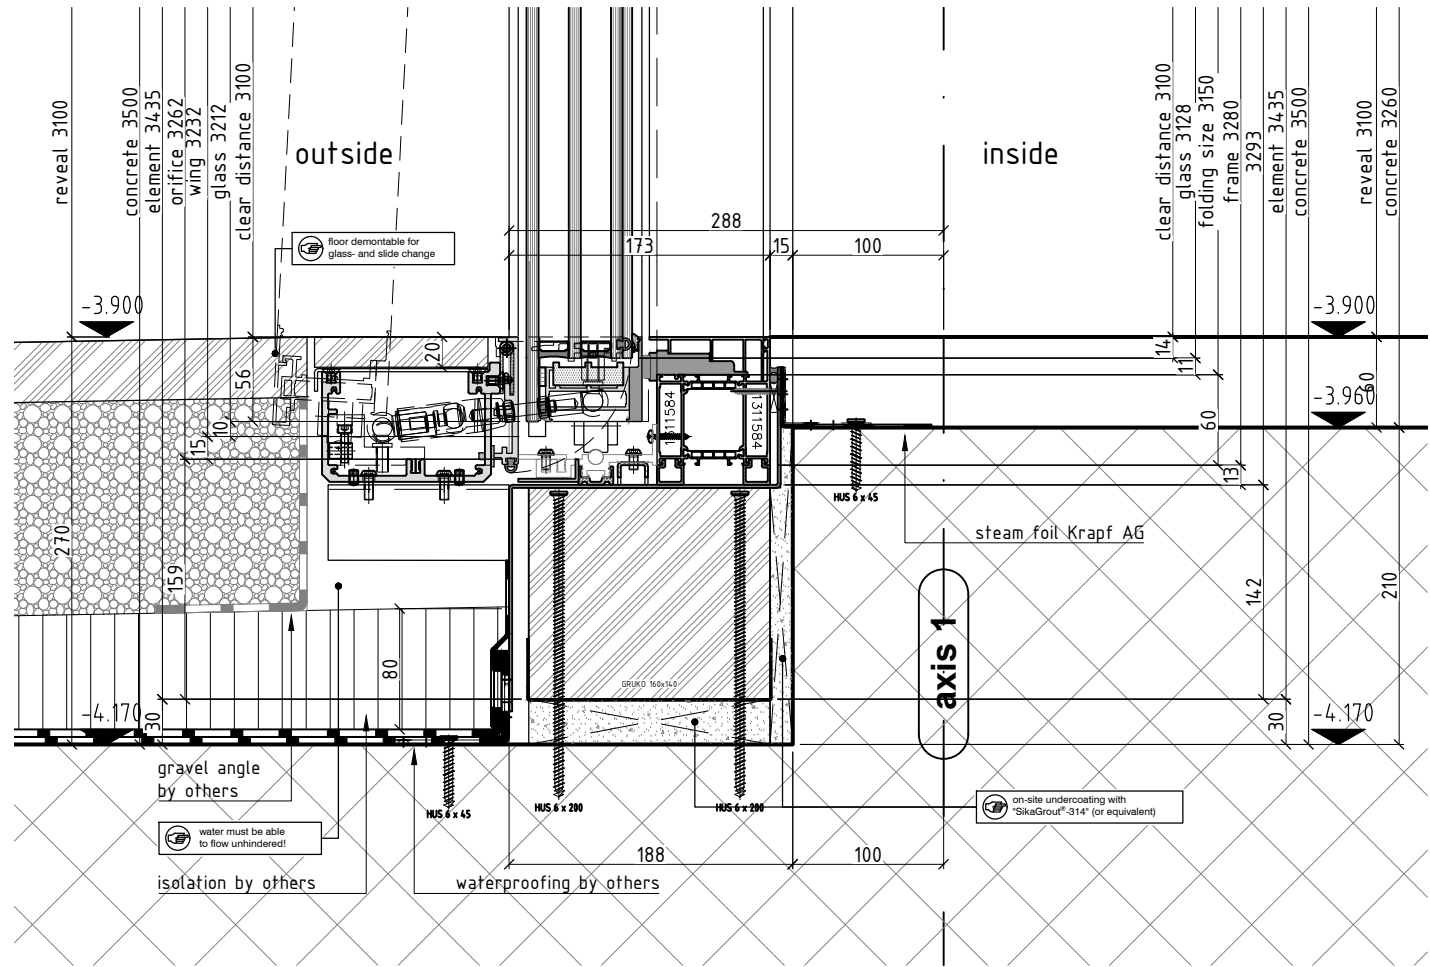 reveal 3100
concrete 3500
element 3435
orifice 3262
wing 3232
glass 3212
clear distance 3100
outside
inside
clear distance 3100
glass 3128
folding size 3150
frame 3280
3293
element 3435
concrete 3500
reveal 3100
concrete 3260
288
173
15
100
floor demontable for
glass- and slide change
-3.900
-3.900
20
14
11
56
10
15
60
-3.960
60
1311584
1311584
13
HUS 6 x 45
steam foil Krapf AG
270
159
142
210
80
axis 1
GRUKO 160x140
-4.170
30
30
-4.170
gravel angle
by others
HUS 6 x 45
HUS 6 x 200
HUS 6 x 200
on-site undercoating with
"SikaGrout®-314" (or equivalent)
water must be able
to flow unhindered!
188
100
isolation by others
waterproofing by others